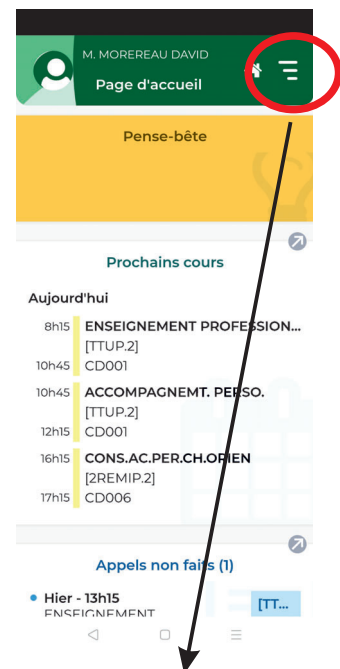 M. MOREREAU DAVID
Page d'accueil
Pense-bête
Prochains cours
Aujourd'hui
8h15 ENSEIGNEMENT PROFESSION...
[TTUP.2]
10h45 CD001
10h45 ACCOMPAGNEMT. PERSO.
[TTUP.2]
12h15 CD001
16h15 CONS.AC.PER.CH.ORIEN
[2REMIP.2]
17h15 CD006
Appels non faits (1)
• Hier - 13h15 [TT...
ENSEIGNEMENT